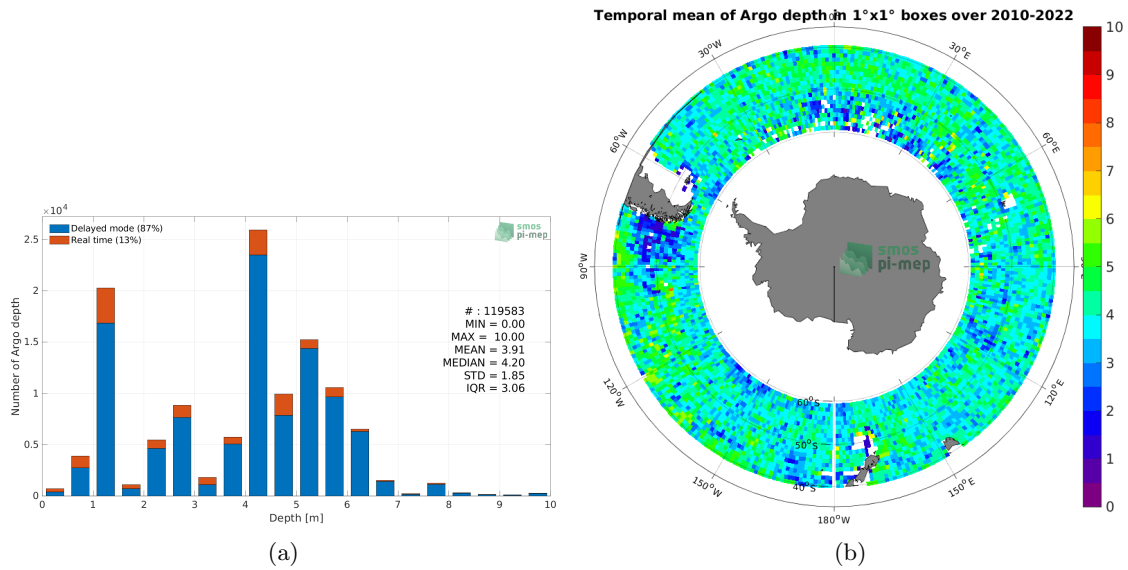 ×10⁴
Delayed mode (87%)
Real time (13%)
smos
pi-mep
# : 119583
MIN = 0.00
MAX = 10.00
MEAN = 3.91
MEDIAN = 4.20
STD = 1.85
IQR = 3.06
2.5
2
1.5
1
0.5
0
Number of Argo depth
0 1 2 3 4 5 6 7 8 9 10
Depth [m]
(a)
Temporal mean of Argo depth in 1°x1° boxes over 2010-2022
30°W
30°E
60°W
60°E
90°W
120°W
120°E
150°W
150°E
180°W
60°S
50°S
40°S
smos
pi-mep
10
9
8
7
6
5
4
3
2
1
0
(b)